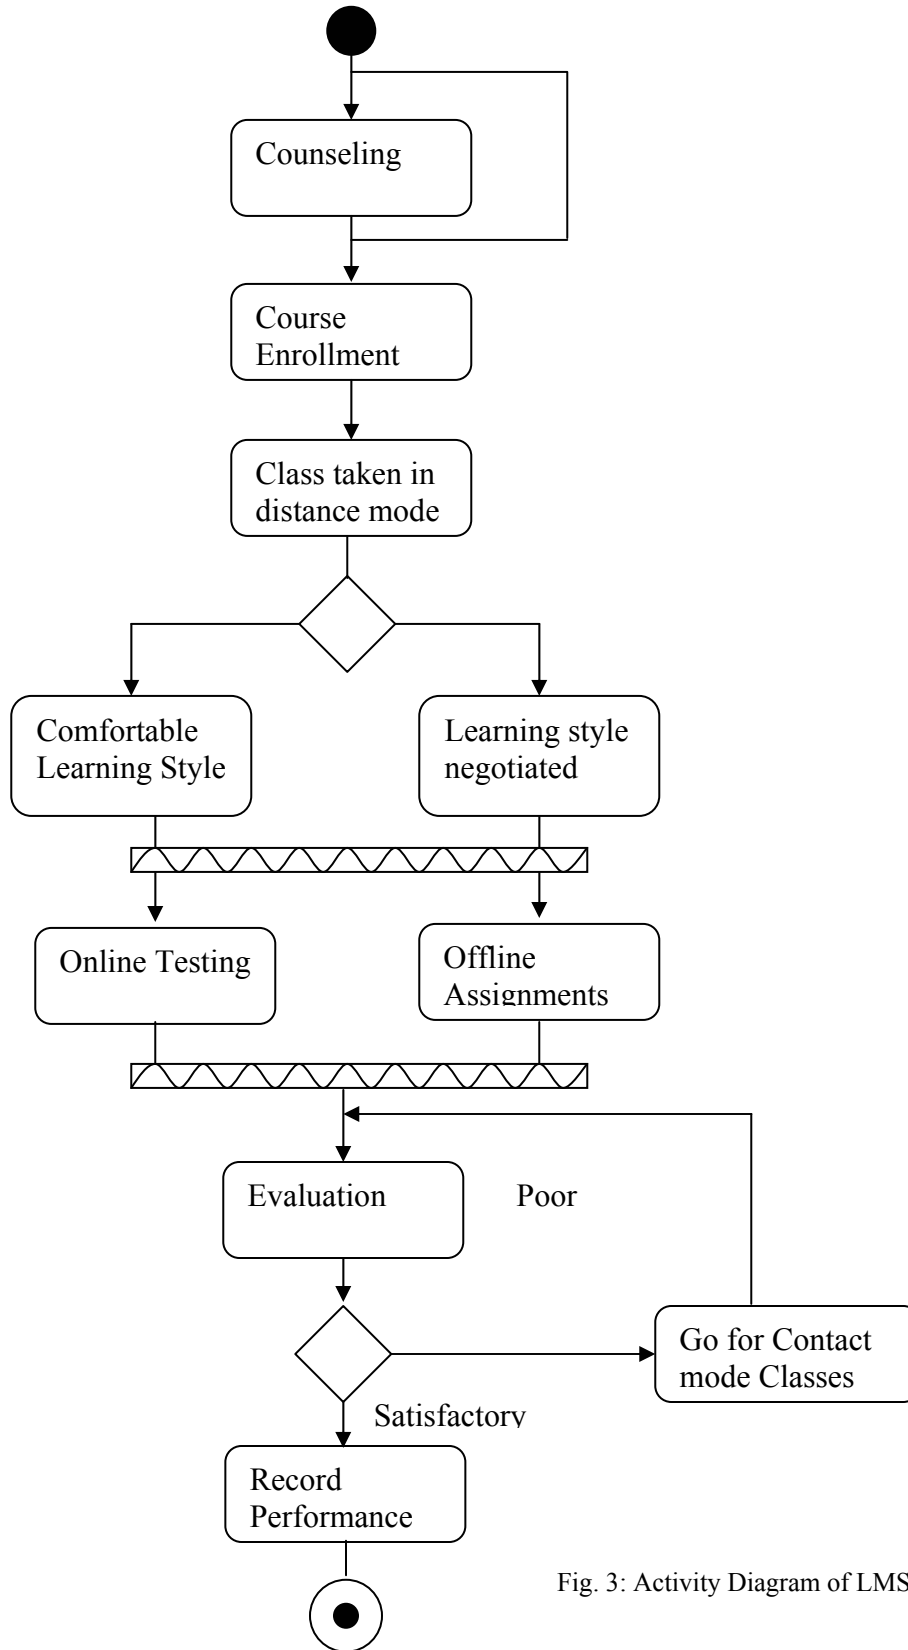 Counseling
Course
Enrollment
Class taken in
distance mode
Comfortable
Learning Style
Learning style
negotiated
Online Testing
Offline
Assignments
Evaluation
Poor
Go for Contact
mode Classes
Satisfactory
Record
Performance
Fig. 3: Activity Diagram of LMS